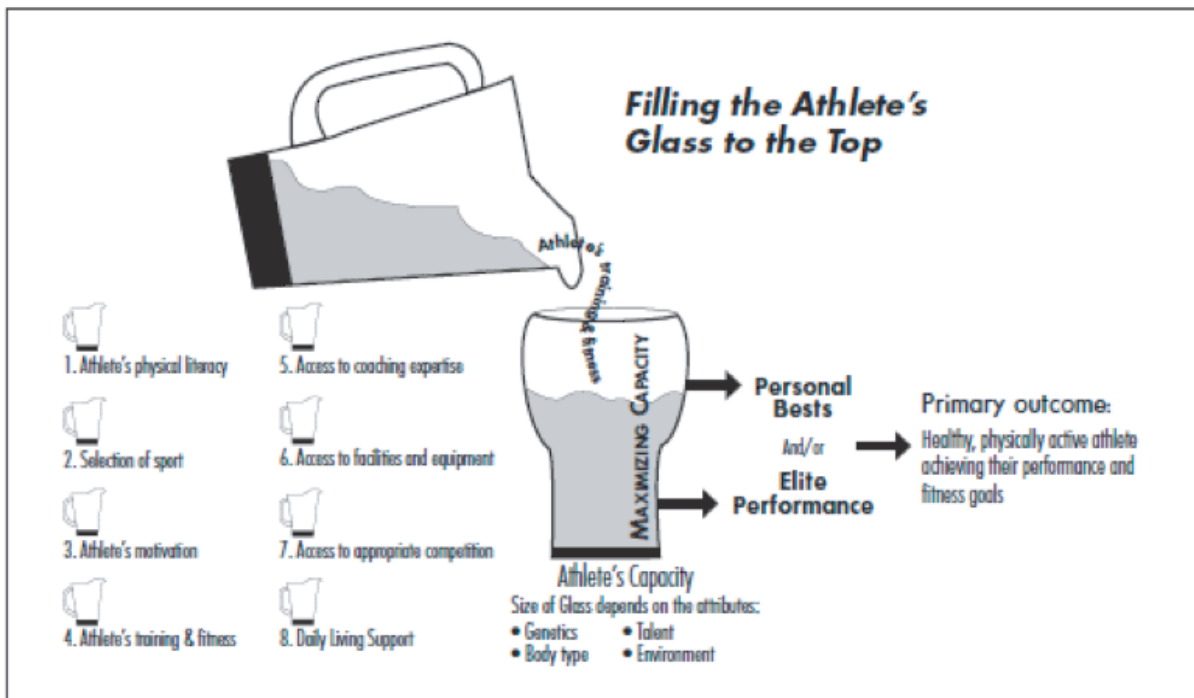 Filling the Athlete's
Glass to the Top
Athlete's training & fitness
1. Athlete's physical literacy
2. Selection of sport
3. Athlete's motivation
4. Athlete's training & fitness
5. Access to coaching expertise
6. Access to facilities and equipment
7. Access to appropriate competition
8. Daily Living Support
MAXIMIZING CAPACITY
Athlete's Capacity
Size of Glass depends on the attributes:
• Genetics
• Body type
• Talent
• Environment
Personal
Bests
And/or
Elite
Performance
Primary outcome:
Healthy, physically active athlete
achieving their performance and
fitness goals